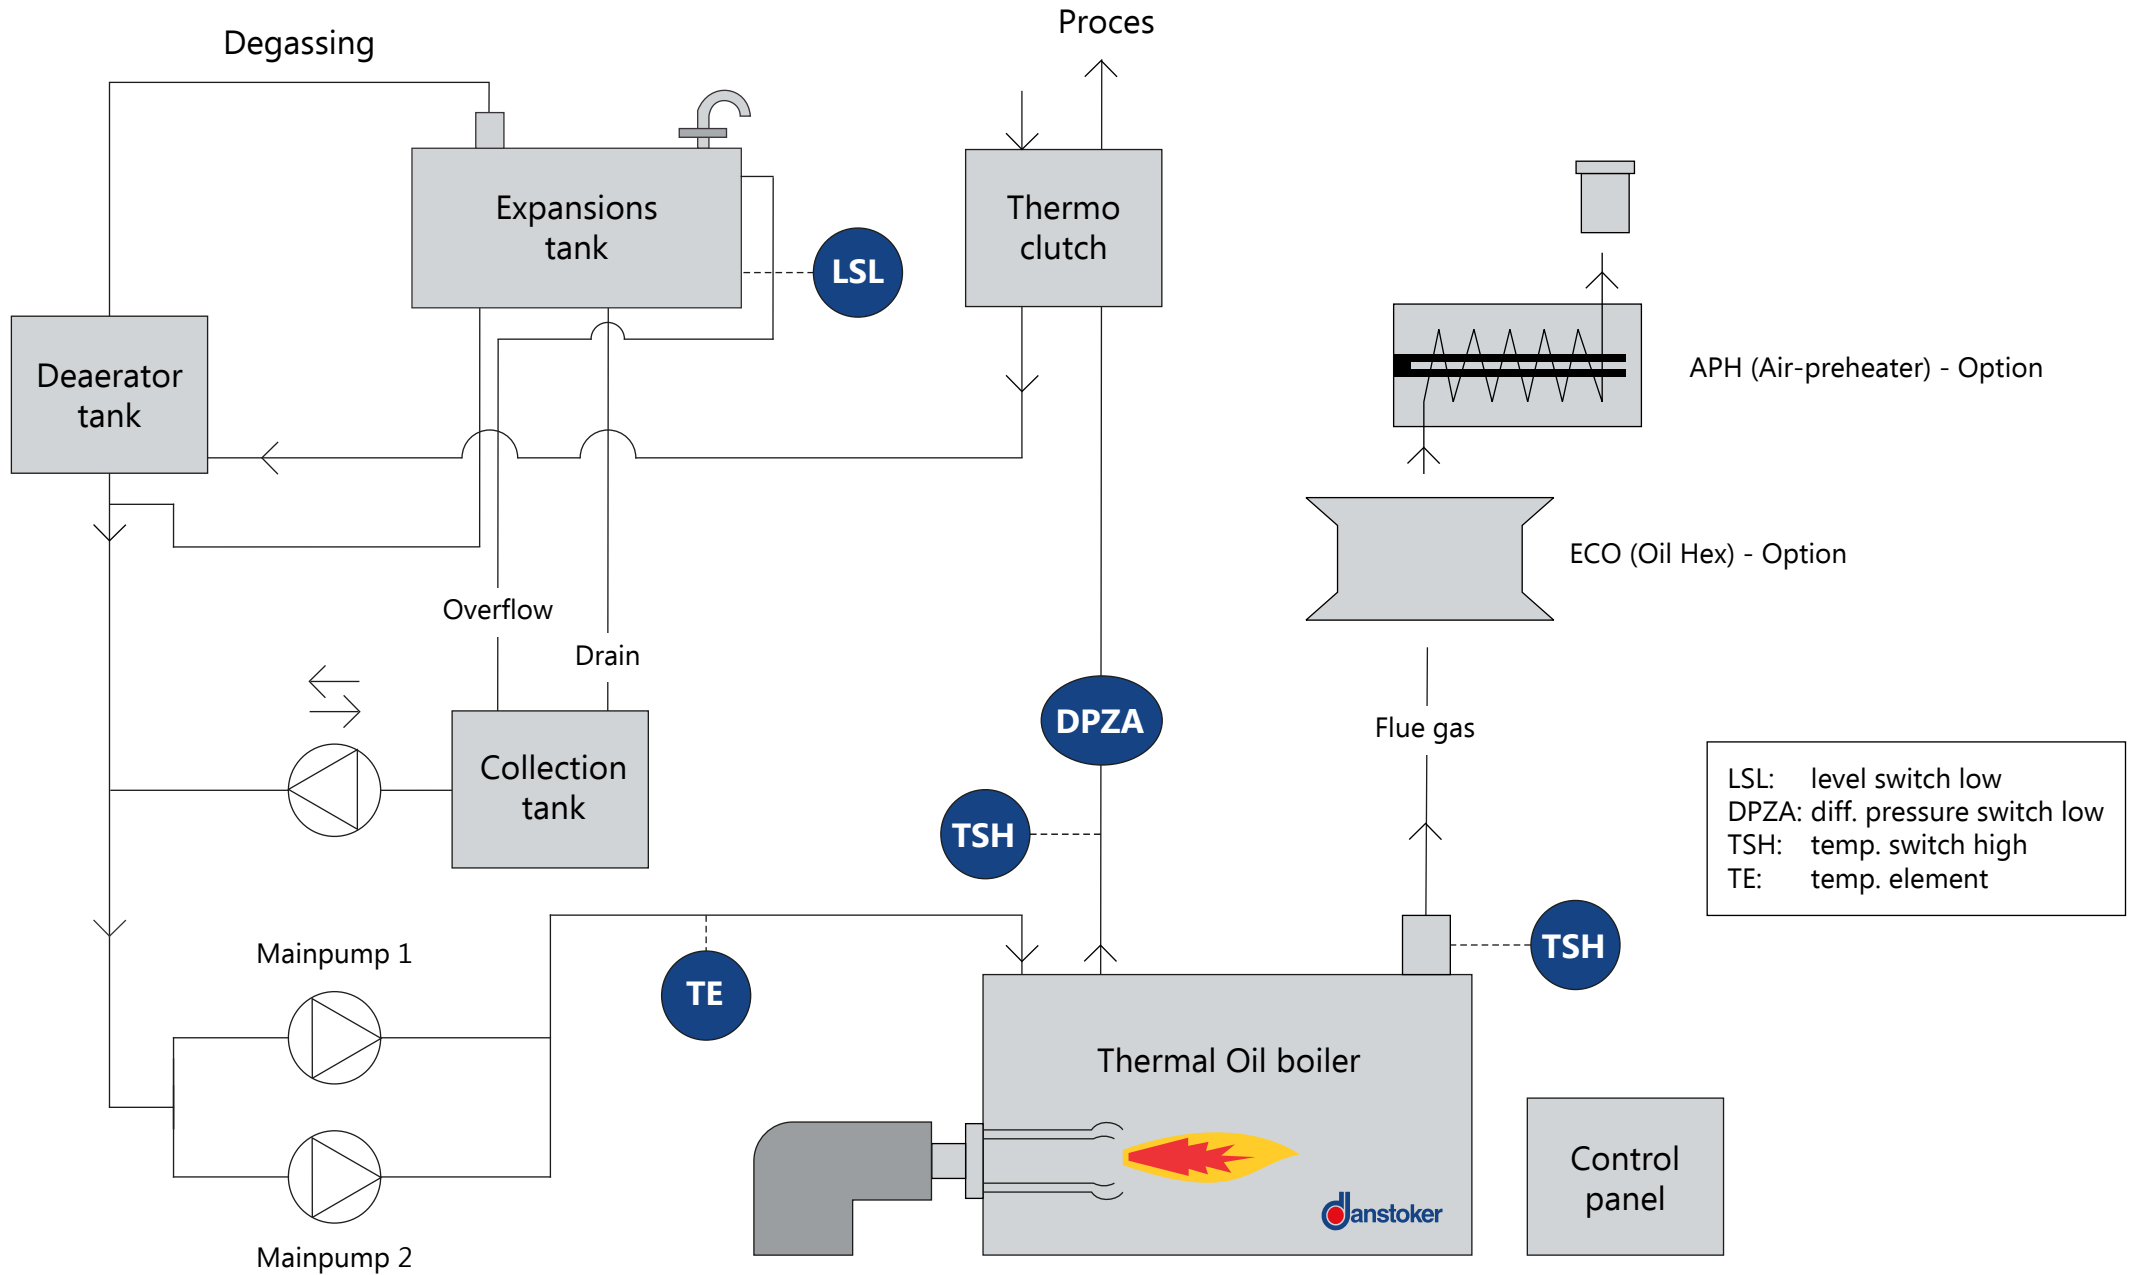 Proces
Degassing
Expansions
tank
LSL
Thermo
clutch
Deaerator
tank
APH (Air-preheater) - Option
ECO (Oil Hex) - Option
Overflow
Drain
DPZA
Flue gas
Collection
tank
TSH
LSL: level switch low
DPZA: diff. pressure switch low
TSH: temp. switch high
TE: temp. element
Mainpump 1
TE
TSH
Thermal Oil boiler
Control
panel
danstoker
Mainpump 2